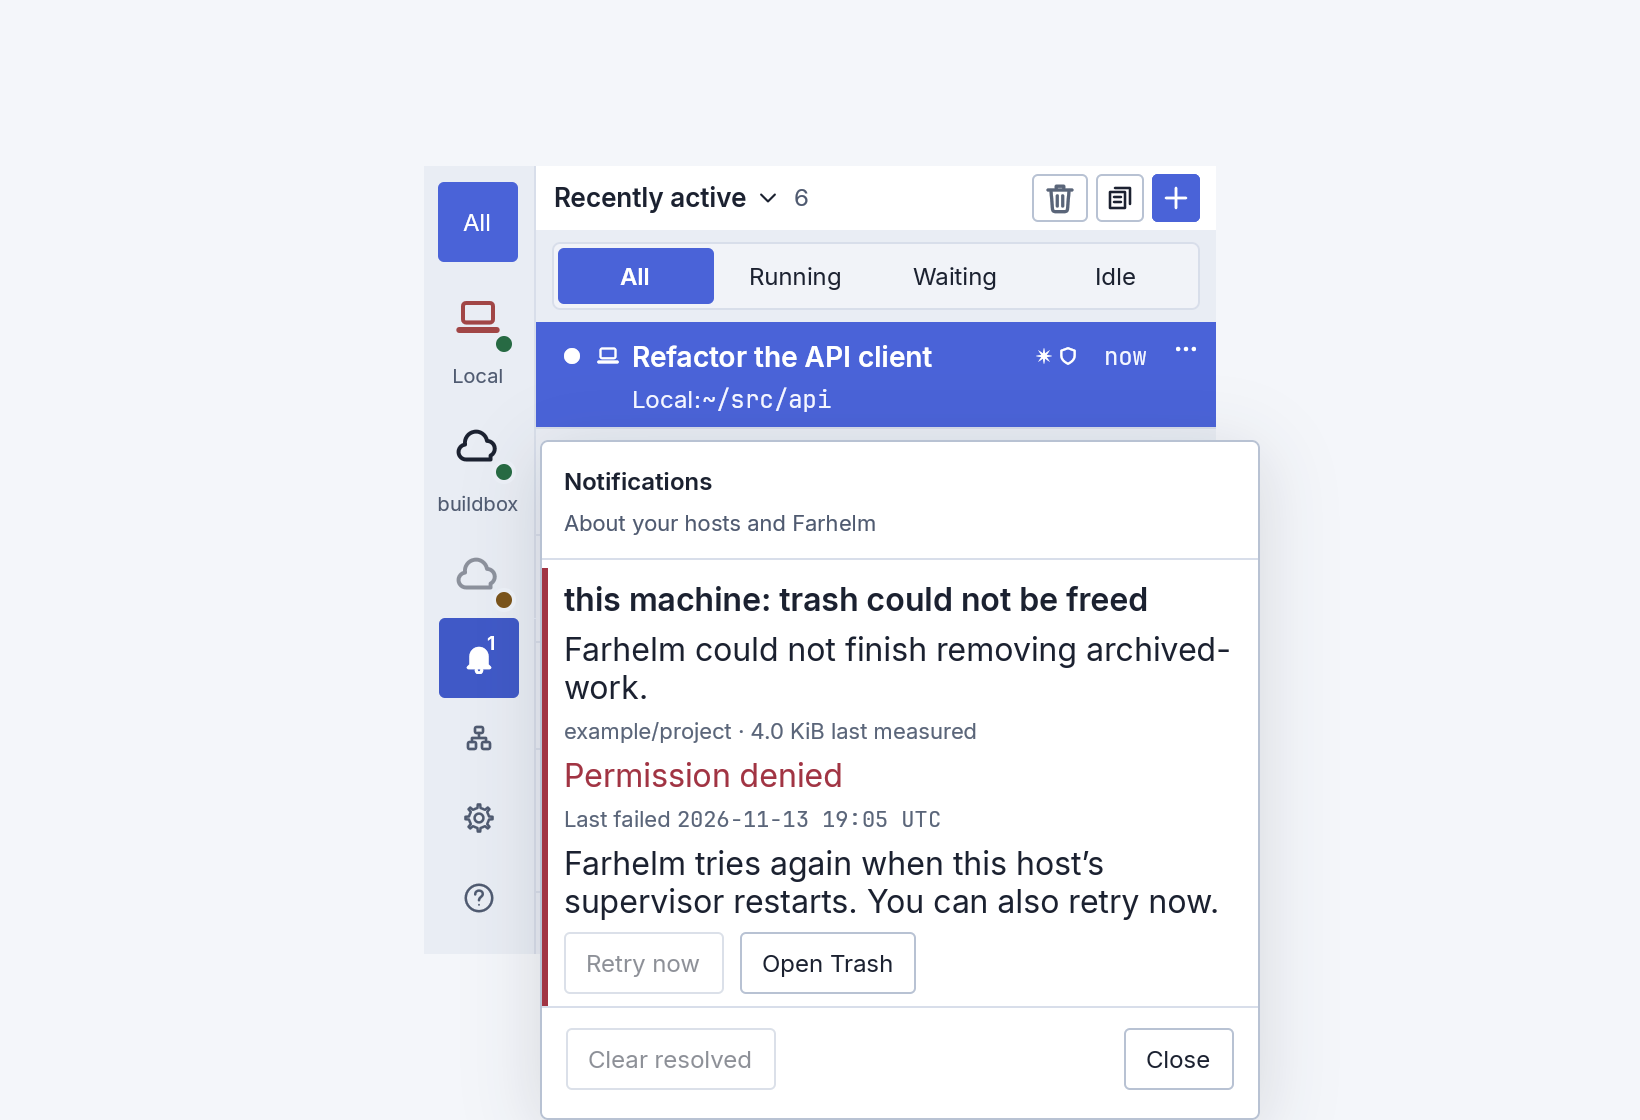 All
Local
buildbox
1
Recently active 6
All Running Waiting Idle
Refactor the API client now
Local:~/src/api
Notifications
About your hosts and Farhelm
this machine: trash could not be freed
Farhelm could not finish removing archived-
work.
example/project · 4.0 KiB last measured
Permission denied
Last failed 2026-11-13 19:05 UTC
Farhelm tries again when this host’s
supervisor restarts. You can also retry now.
Retry now Open Trash
Clear resolved Close